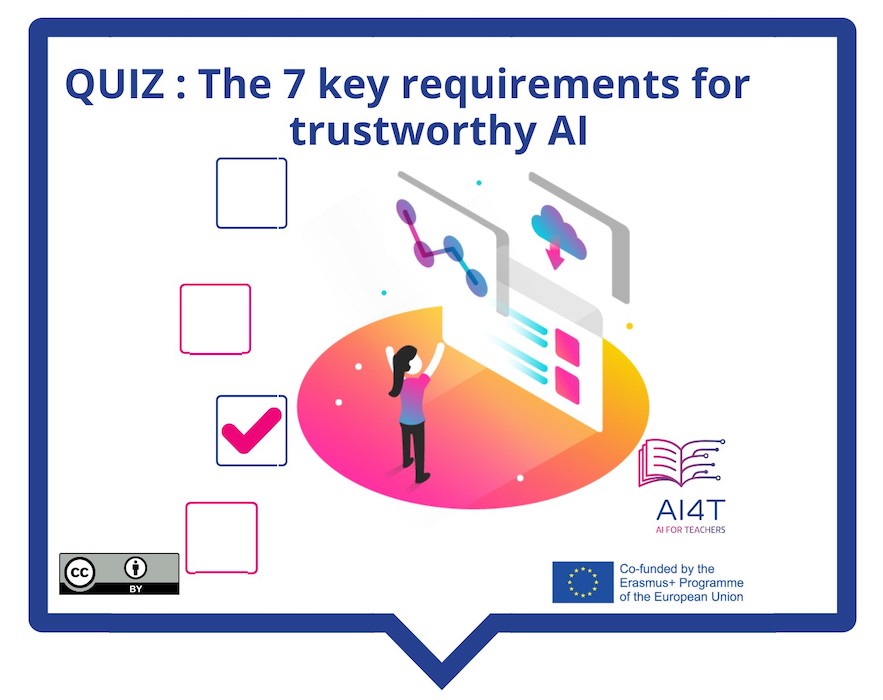 QUIZ : The 7 key requirements for
trustworthy AI
AI4T
AI FOR TEACHERS
cc
BY
Co-funded by the
Erasmus+ Programme
of the European Union